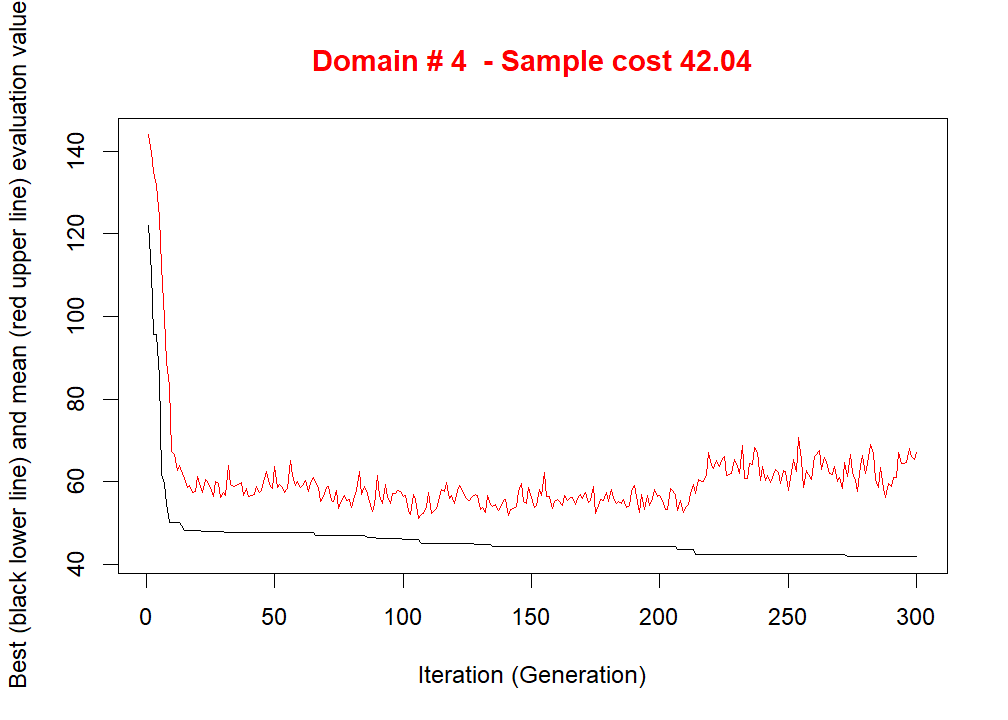 Domain # 4  - Sample cost 42.04
Best (black lower line) and mean (red upper line) evaluation value
140
120
100
80
60
40
0 50 100 150 200 250 300
Iteration (Generation)